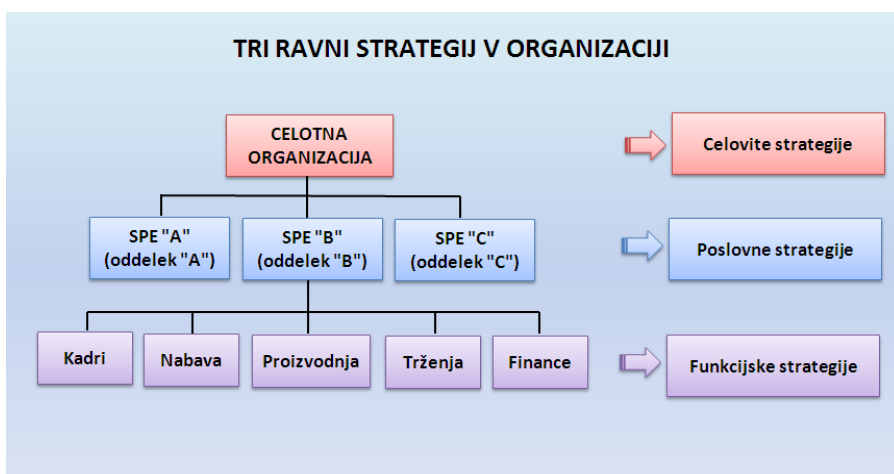 TRI RAVNI STRATEGIJ V ORGANIZACIJI
CELOTNA
ORGANIZACIJA
Celovite strategije
SPE "A"
(oddelek "A")
SPE "B"
(oddelek "B")
SPE "C"
(oddelek "C")
Poslovne strategije
Kadri
Nabava
Proizvodnja
Trženja
Finance
Funkcijske strategije